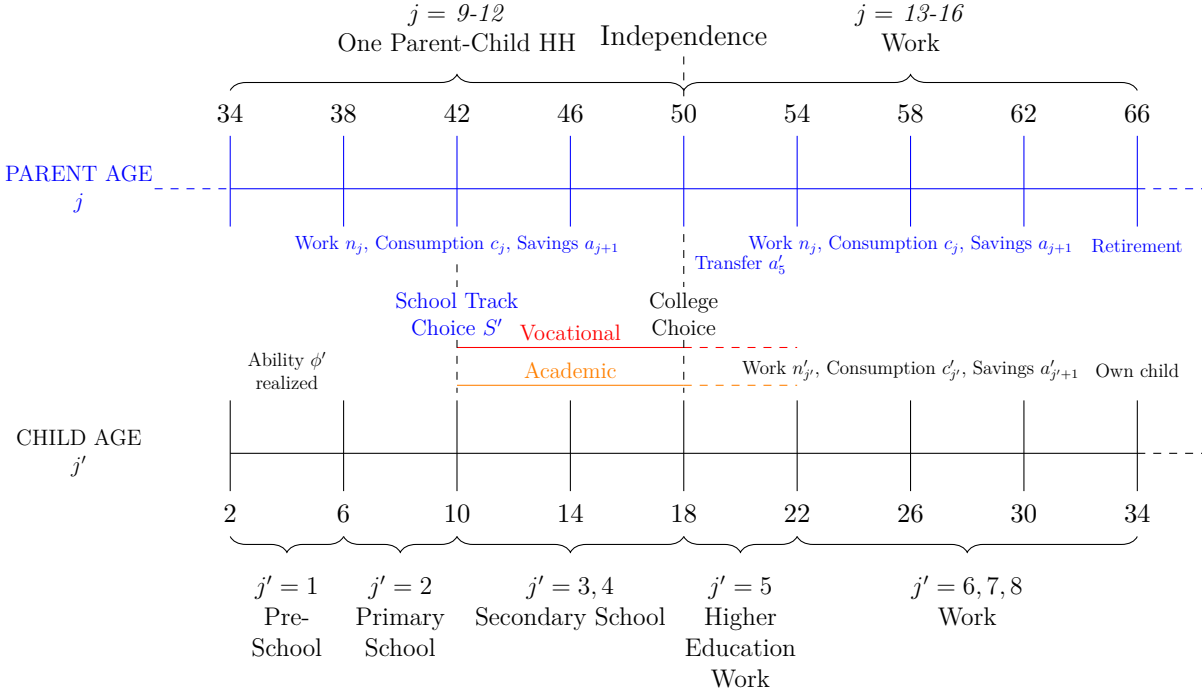 j = 9-12
One Parent-Child HH
Independence
j = 13-16
Work
34 38 42 46 50 54 58 62 66
PARENT AGE
j
Work n_j, Consumption c_j, Savings a_{j+1}
Transfer a′_5
Work n_j, Consumption c_j, Savings a_{j+1}
Retirement
School Track
Choice S′
College
Choice
Vocational
Academic
Ability ϕ′
realized
Work n′_{j′}, Consumption c′_{j′}, Savings a′_{j′+1}
Own child
CHILD AGE
j′
2 6 10 14 18 22 26 30 34
j′ = 1
Pre-
School
j′ = 2
Primary
School
j′ = 3, 4
Secondary School
j′ = 5
Higher
Education
Work
j′ = 6, 7, 8
Work